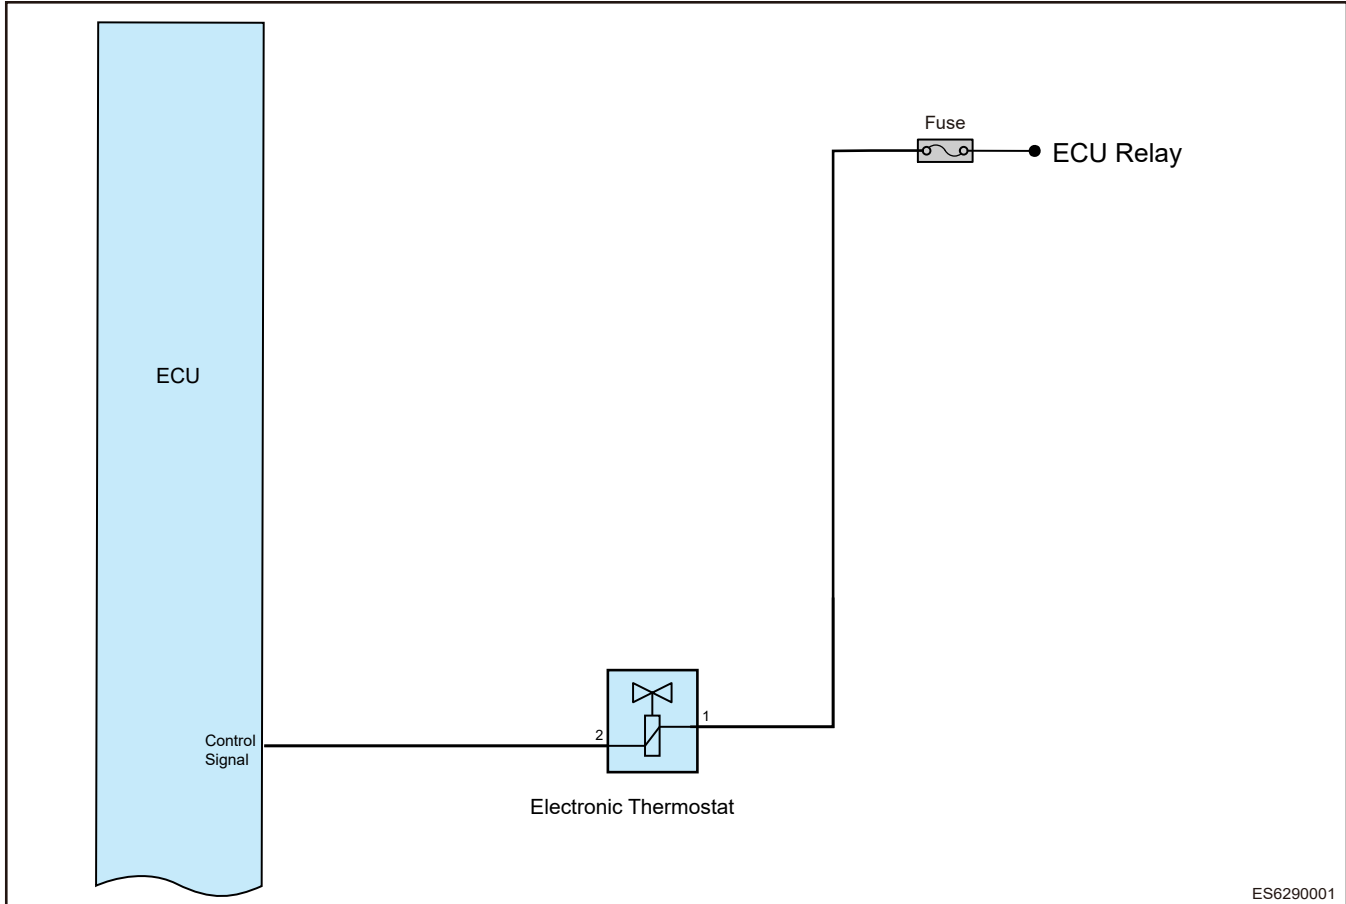 Fuse
ECU Relay
ECU
Control
Signal
2
1
Electronic Thermostat
ES6290001